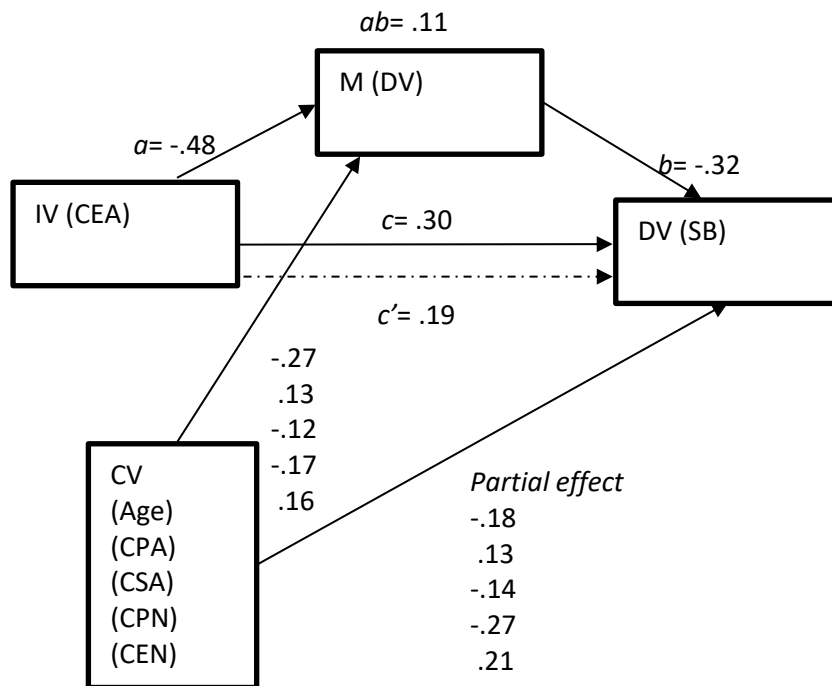 ab= .11
M (DV)
a= -.48
b= -.32
IV (CEA)
c= .30
DV (SB)
c’= .19
-.27
.13
-.12
-.17
.16
CV
(Age)
(CPA)
(CSA)
(CPN)
(CEN)
Partial effect
-.18
.13
-.14
-.27
.21